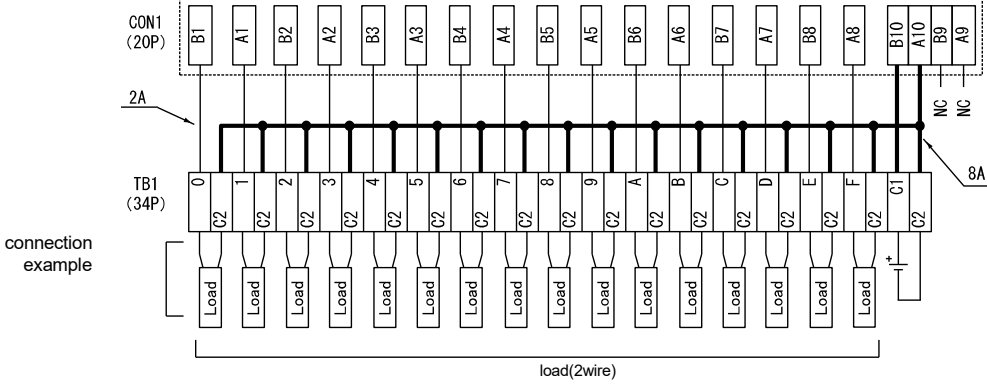 CON1
(20P)
B1 A1 B2 A2 B3 A3 B4 A4 B5 A5 B6 A6 B7 A7 B8 A8 B10 A10 B9 A9
NC NC
2A
8A
TB1
(34P)
0 C2 1 C2 2 C2 3 C2 4 C2 5 C2 6 C2 7 C2 8 C2 9 C2 A C2 B C2 C C2 D C2 E C2 F C2 C1 C2
connection
example
+
Load Load Load Load Load Load Load Load Load Load Load Load Load Load Load Load
load(2wire)